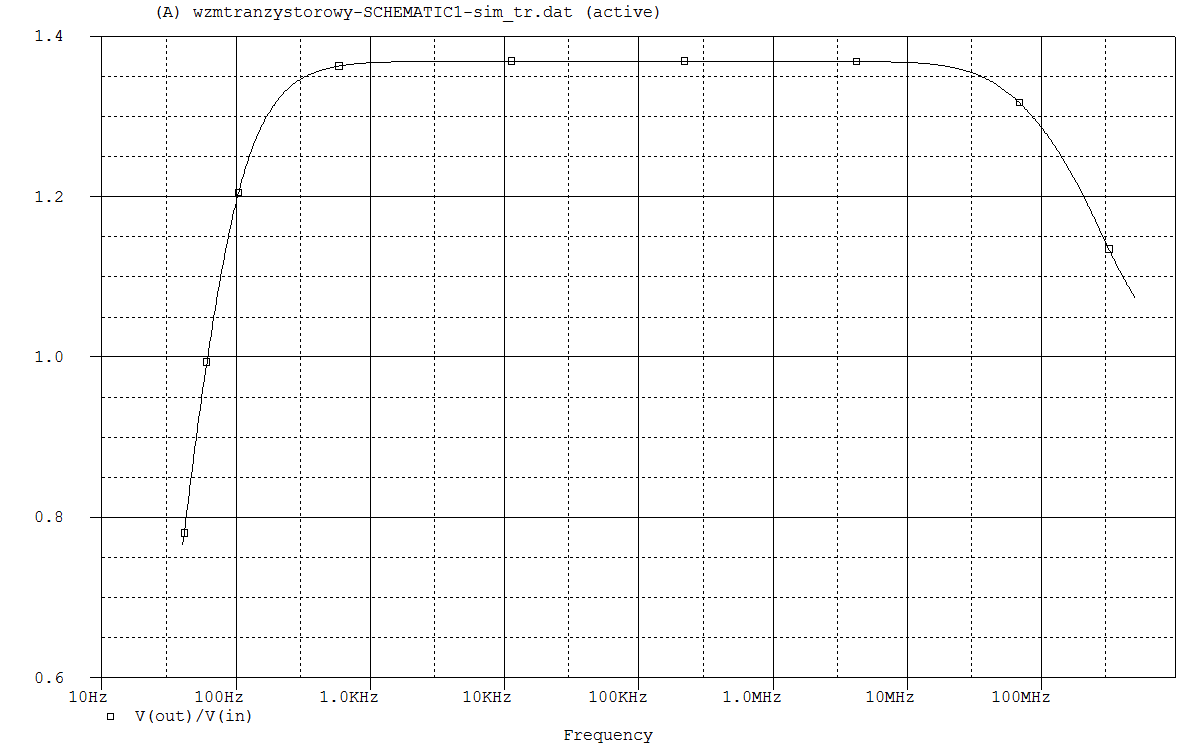 (A) wzmtranzystorowy-SCHEMATIC1-sim_tr.dat (active)
1.4
1.2
1.0
0.8
0.6
10Hz 100Hz 1.0KHz 10KHz 100KHz 1.0MHz 10MHz 100MHz
V(out)/V(in)
Frequency